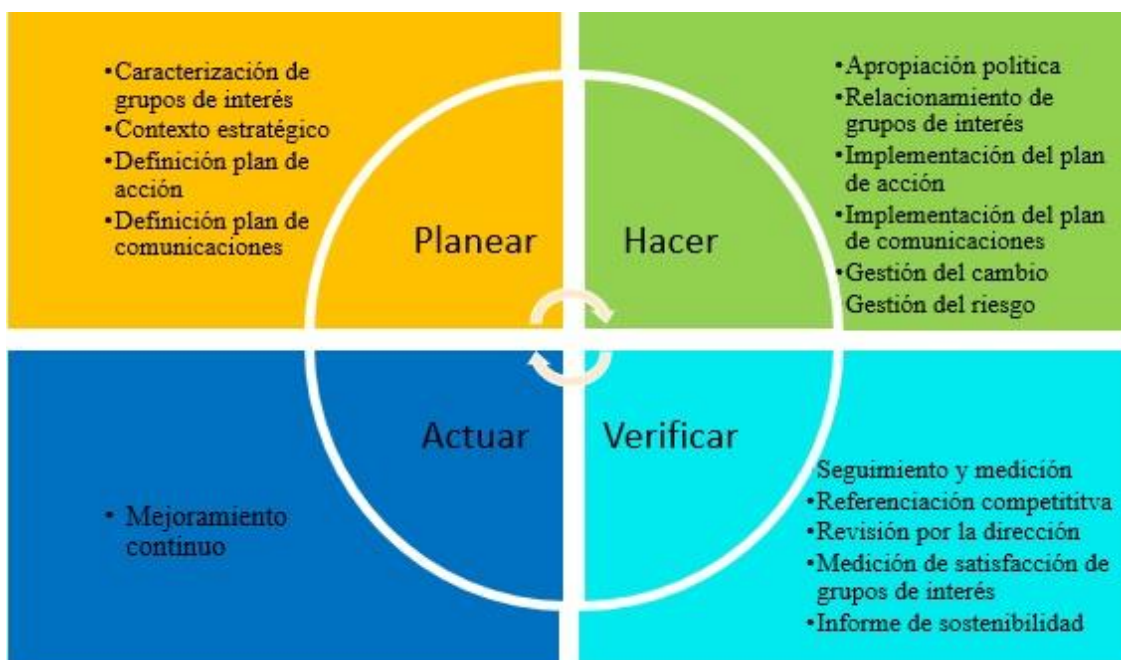 •Caracterización de
grupos de interés
•Contexto estratégico
•Definición plan de
acción
•Definición plan de
comunicaciones
Planear
•Apropiación política
•Relacionamiento de
grupos de interés
•Implementación del plan
de acción
•Implementación del plan
de comunicaciones
•Gestión del cambio
Gestión del riesgo
Hacer
Actuar
• Mejoramiento
continuo
Verificar
Seguimiento y medición
•Referenciación competititva
•Revisión por la dirección
•Medición de satisfacción de
grupos de interés
•Informe de sostenibilidad